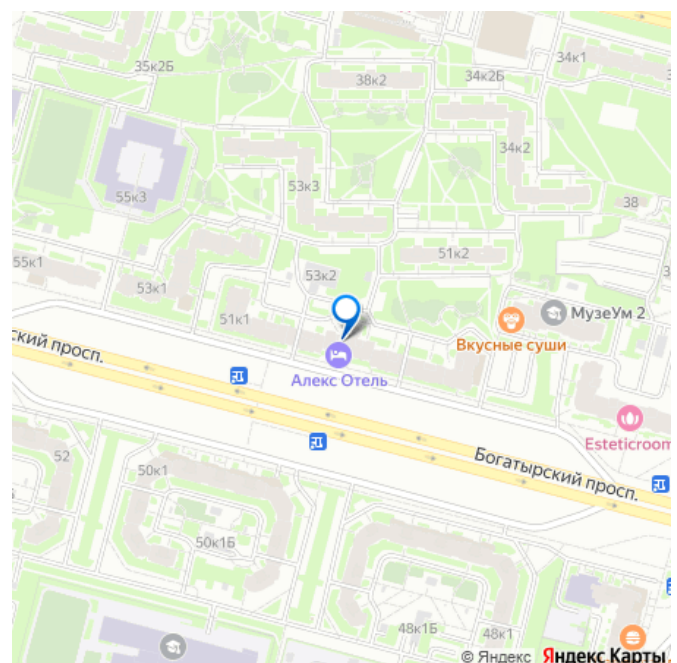 34к1
35к2Б
38к2
34к2Б
34к2
55к3
53к3
38
51к2
55к1
53к2
53к1
51к1
МузеУм 2
Вкусные суши
ский просп.
Алекс Отель
Esteticroom
Богатырский просп.
52
50к1
50к1Б
48к1Б
48к1
© Яндекс Яндекс Карты